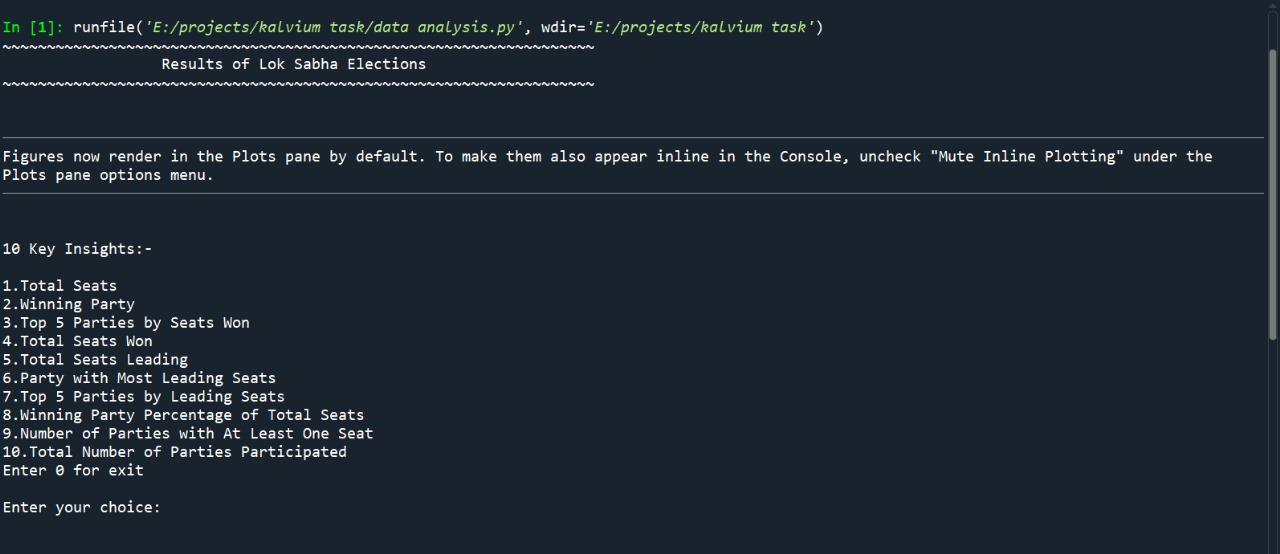 In [1]: runfile('E:/projects/kalvium task/data analysis.py', wdir='E:/projects/kalvium task')
~~~~~~~~~~~~~~~~~~~~~~~~~~~~~~~~~~~~~~~~~~~~~~~~~~~~~~~~~~~~~~~~~~~
Results of Lok Sabha Elections
~~~~~~~~~~~~~~~~~~~~~~~~~~~~~~~~~~~~~~~~~~~~~~~~~~~~~~~~~~~~~~~~~~~
Figures now render in the Plots pane by default. To make them also appear inline in the Console, uncheck "Mute Inline Plotting" under the
Plots pane options menu.
10 Key Insights:-
1.Total Seats
2.Winning Party
3.Top 5 Parties by Seats Won
4.Total Seats Won
5.Total Seats Leading
6.Party with Most Leading Seats
7.Top 5 Parties by Leading Seats
8.Winning Party Percentage of Total Seats
9.Number of Parties with At Least One Seat
10.Total Number of Parties Participated
Enter 0 for exit
Enter your choice: